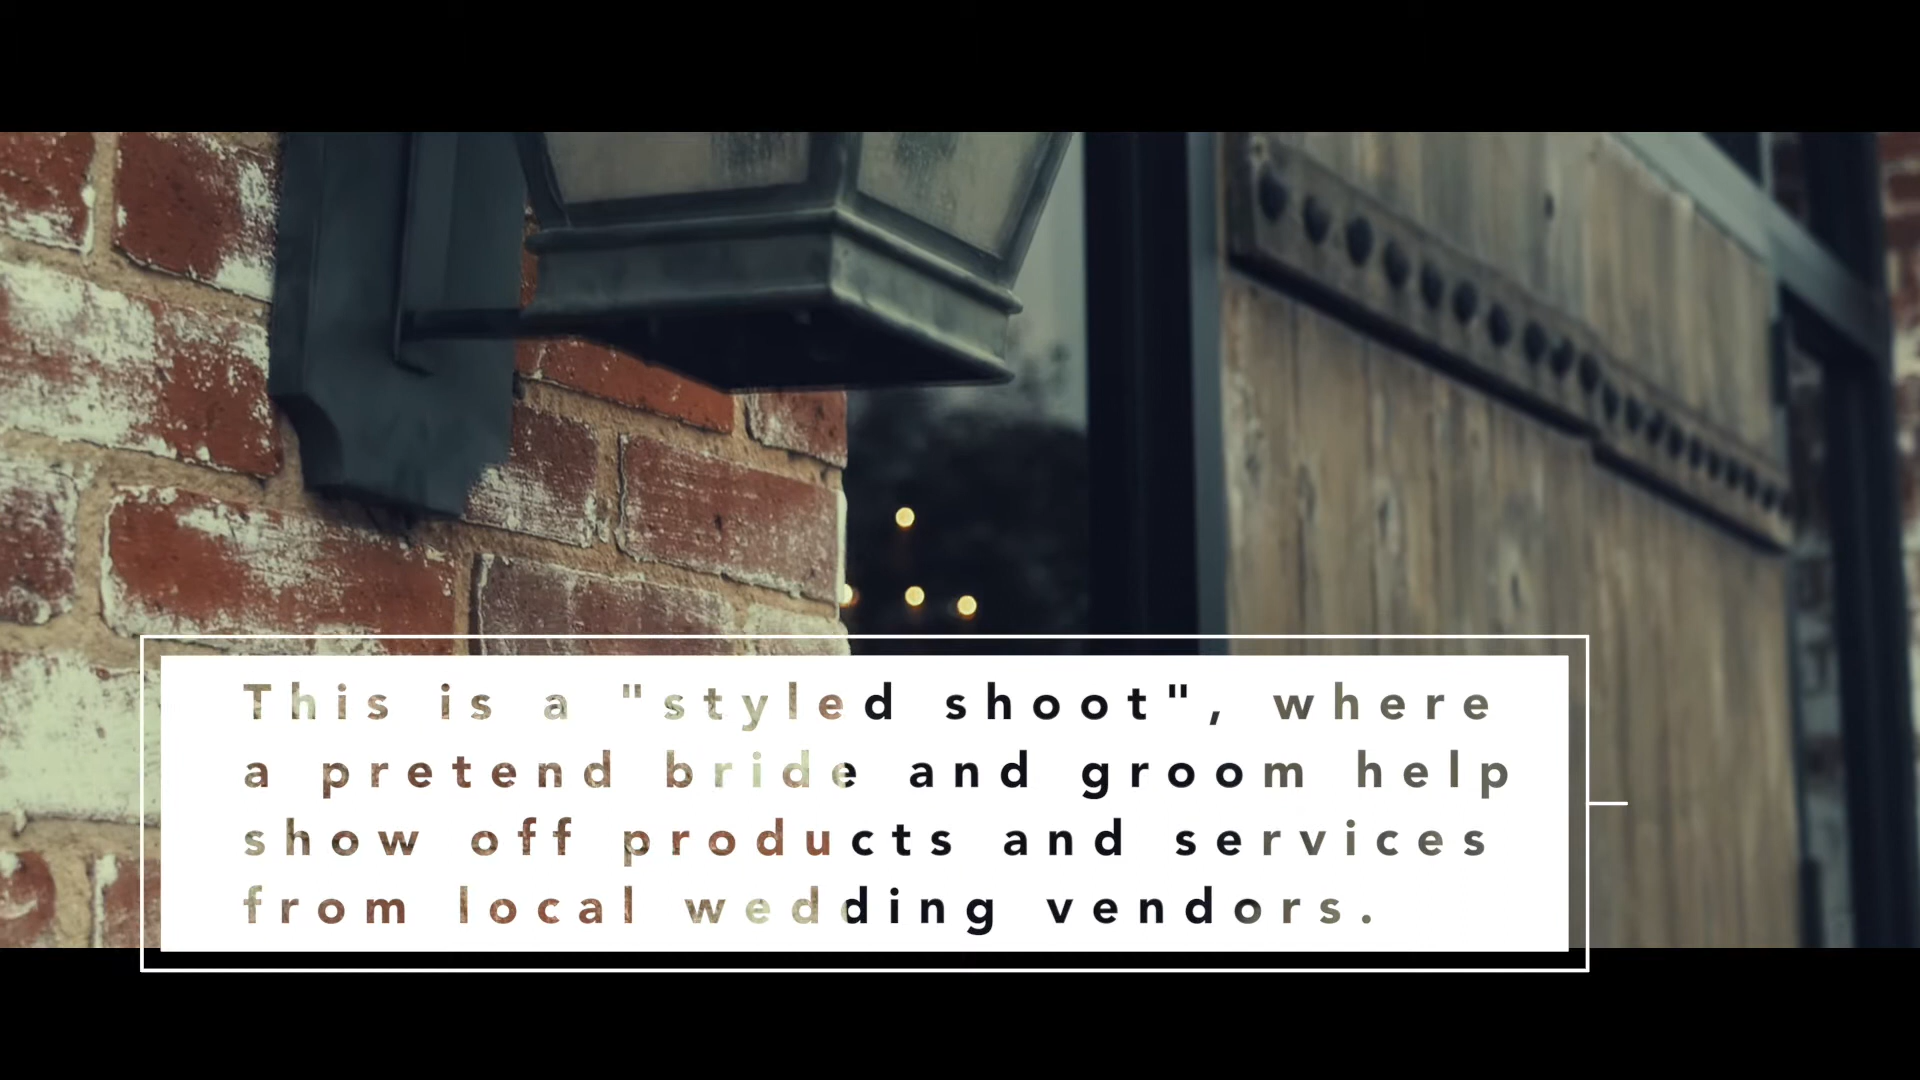 This is a "styled shoot", where
a pretend bride and groom help
show off products and services
from local wedding vendors.